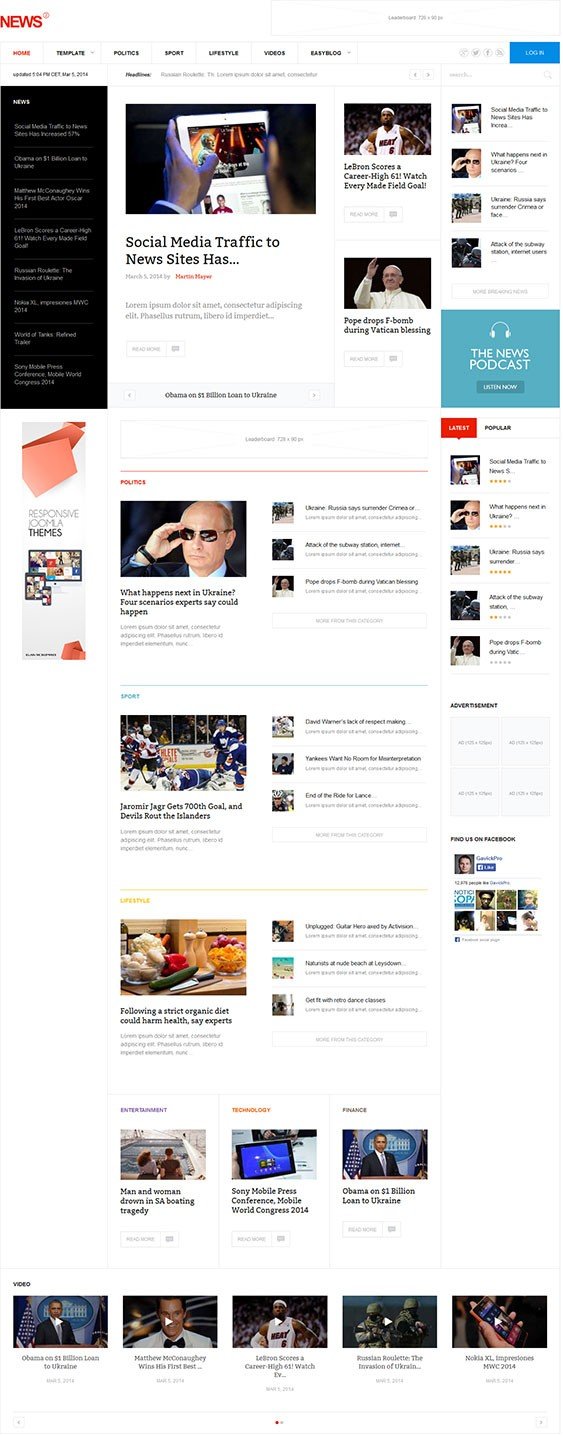 NEWS²
Leaderboard 728 x 90 px
HOME TEMPLATE POLITICS SPORT LIFESTYLE VIDEOS EASYBLOG LOG IN
updated 5:04 PM CET, Mar 5, 2014
Headlines: Russian Roulette: Th Lorem ipsum dolor sit amet, consectetur
search...
NEWS
Social Media Traffic to News
Sites Has Increased 57%
Obama on $1 Billion Loan to
Ukraine
Matthew McConaughey Wins
His First Best Actor Oscar
2014
LeBron Scores a Career-High
61! Watch Every Made Field
Goal!
Russian Roulette: The
Invasion of Ukraine
Nokia XL, impresiones MWC
2014
World of Tanks: Refined
Trailer
Sony Mobile Press
Conference, Mobile World
Congress 2014
Social Media Traffic to
News Sites Has...
March 5, 2014 by Martin Mayer
Lorem ipsum dolor sit amet, consectetur adipiscing
elit. Phasellus rutrum, libero id imperdiet...
READ MORE
Obama on $1 Billion Loan to Ukraine
LeBron Scores a
Career-High 61! Watch
Every Made Field Goal!
READ MORE
Pope drops F-bomb
during Vatican blessing
READ MORE
Social Media Traffic to
News Sites Has
Increa...
What happens next in
Ukraine? Four
scenarios ...
Ukraine: Russia says
surrender Crimea or
face...
Attack of the subway
station, internet users
...
MORE BREAKING NEWS
THE NEWS
PODCAST
LISTEN NOW
RESPONSIVE
JOOMLA
THEMES
Leaderboard 728 x 90 px
POLITICS
What happens next in Ukraine?
Four scenarios experts say could
happen
Lorem ipsum dolor sit amet, consectetur
adipiscing elit. Phasellus rutrum, libero id
imperdiet elementum, nunc...
Ukraine: Russia says surrender Crimea or...
Lorem ipsum dolor sit amet, consectetur adipiscing...
Attack of the subway station, internet...
Lorem ipsum dolor sit amet, consectetur adipiscing...
Pope drops F-bomb during Vatican blessing
Lorem ipsum dolor sit amet, consectetur adipiscing...
MORE FROM THIS CATEGORY
LATEST POPULAR
Social Media Traffic to
News S...
What happens next in
Ukraine? ...
Ukraine: Russia says
surrender...
Attack of the subway
station, ...
Pope drops F-bomb
during Vatic...
SPORT
Jaromir Jagr Gets 700th Goal, and
Devils Rout the Islanders
Lorem ipsum dolor sit amet, consectetur
adipiscing elit. Phasellus rutrum, libero id
imperdiet elementum, nunc...
David Warner's lack of respect making...
Lorem ipsum dolor sit amet, consectetur adipiscing...
Yankees Want No Room for Misinterpretation
Lorem ipsum dolor sit amet, consectetur adipiscing...
End of the Ride for Lance...
Lorem ipsum dolor sit amet, consectetur adipiscing...
MORE FROM THIS CATEGORY
ADVERTISEMENT
AD (125 x 125px) AD (125 x 125px)
AD (125 x 125px) AD (125 x 125px)
FIND US ON FACEBOOK
GavickPro
Like
people like GavickPro.
Facebook social plugin
LIFESTYLE
Following a strict organic diet
could harm health, say experts
Lorem ipsum dolor sit amet, consectetur
adipiscing elit. Phasellus rutrum, libero id
imperdiet elementum, nunc...
Unplugged: Guitar Hero axed by Activision...
Lorem ipsum dolor sit amet, consectetur adipiscing...
Naturists at nude beach at Leysdown...
Lorem ipsum dolor sit amet, consectetur adipiscing...
Get fit with retro dance classes
Lorem ipsum dolor sit amet, consectetur adipiscing...
MORE FROM THIS CATEGORY
ENTERTAINMENT
Man and woman
drown in SA boating
tragedy
READ MORE
TECHNOLOGY
Sony Mobile Press
Conference, Mobile
World Congress 2014
READ MORE
FINANCE
Obama on $1 Billion
Loan to Ukraine
READ MORE
VIDEO
Obama on $1 Billion Loan
to Ukraine
MAR 5, 2014
Matthew McConaughey
Wins His First Best ...
MAR 5, 2014
LeBron Scores a
Career-High 61! Watch
Ev...
MAR 5, 2014
Russian Roulette: The
Invasion of Ukrain...
MAR 5, 2014
Nokia XL, impresiones
MWC 2014
MAR 5, 2014